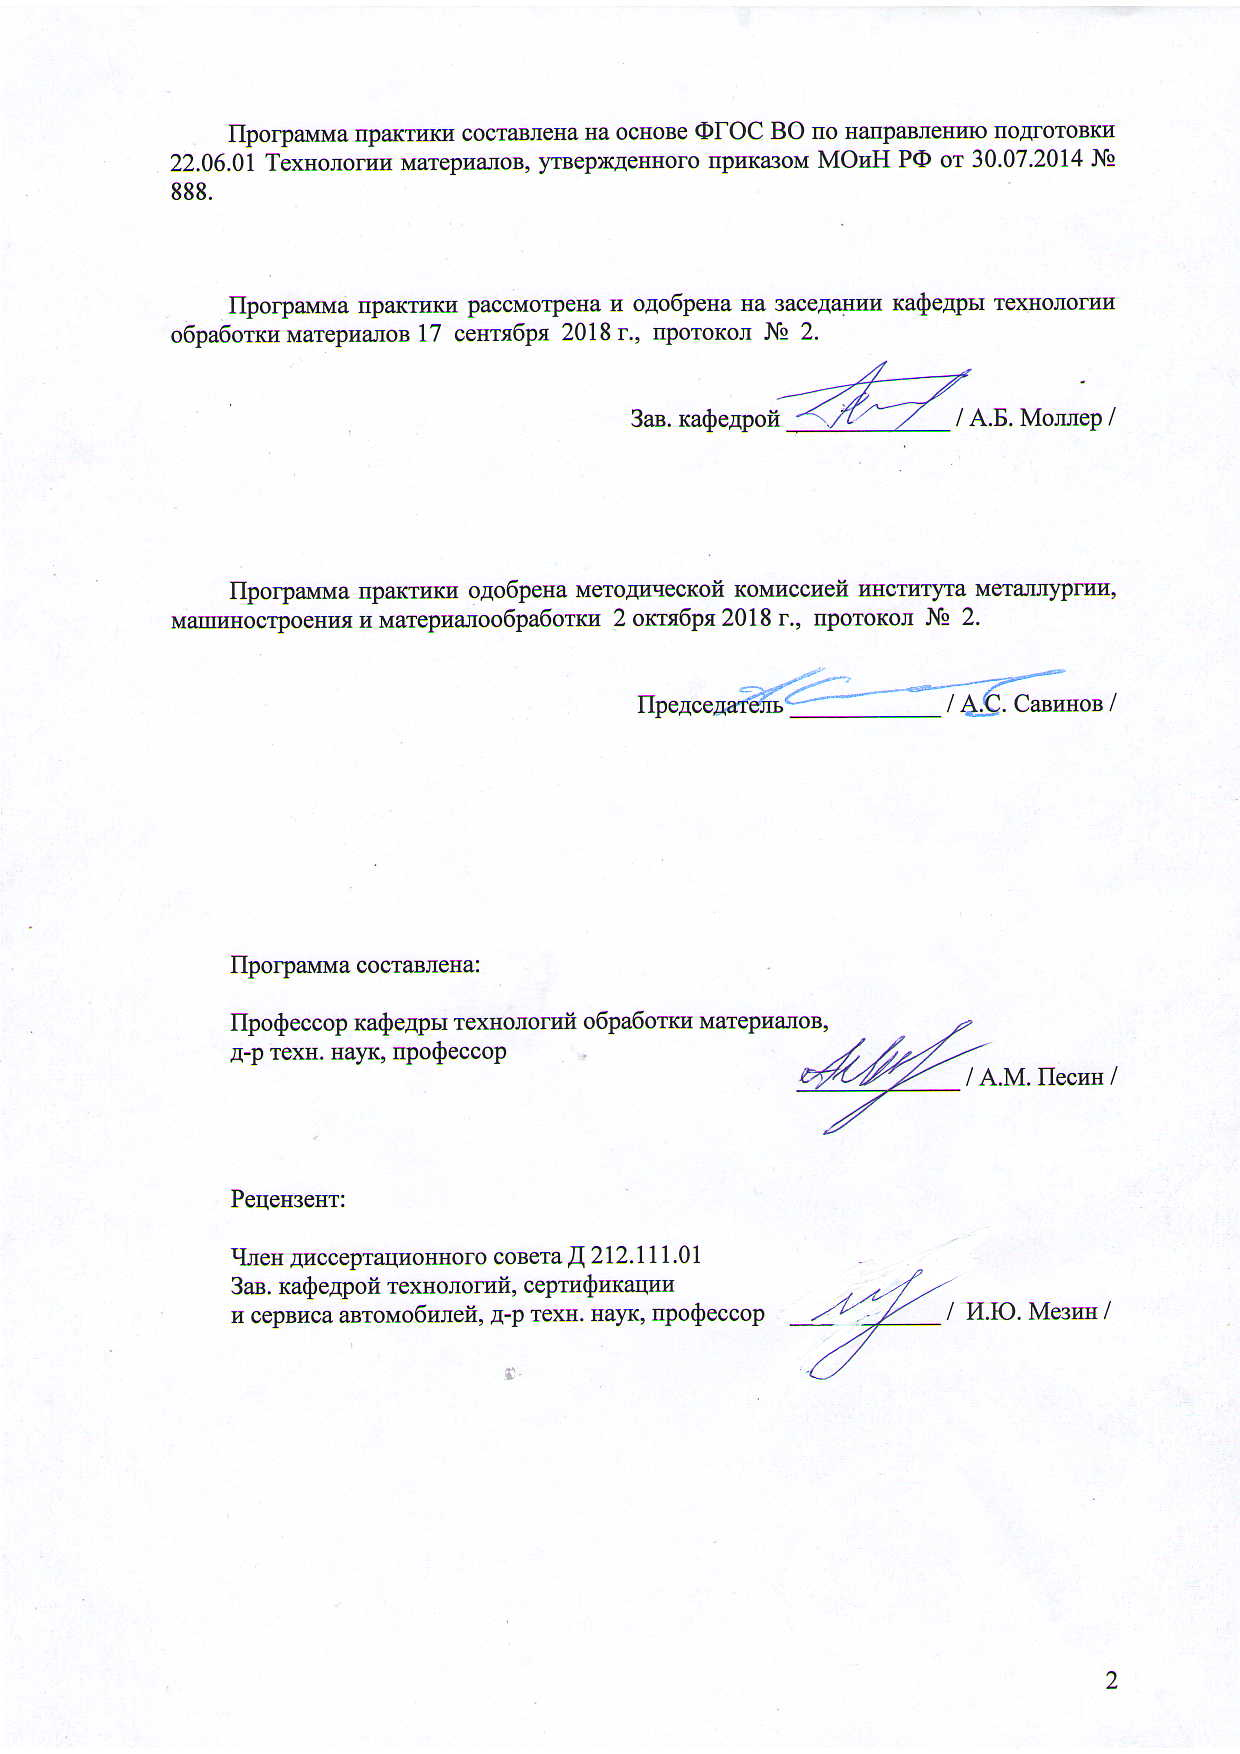 Программа практики составлена на основе ФГОС ВО по направлению подготовки
22.06.01 Технологии материалов, утвержденного приказом МОиН РФ от 30.07.2014 №
888.
Программа практики рассмотрена и одобрена на заседании кафедры технологии
обработки материалов 17 сентября 2018 г., протокол № 2.
Зав. кафедрой _____________ / А.Б. Моллер /
Программа практики одобрена методической комиссией института металлургии,
машиностроения и материалообработки 2 октября 2018 г., протокол № 2.
Председатель ____________ / А.С. Савинов /
Программа составлена:
Профессор кафедры технологий обработки материалов,
д-р техн. наук, профессор
_____________ / А.М. Песин /
Рецензент:
Член диссертационного совета Д 212.111.01
Зав. кафедрой технологий, сертификации
и сервиса автомобилей, д-р техн. наук, профессор ____________ / И.Ю. Мезин /
2